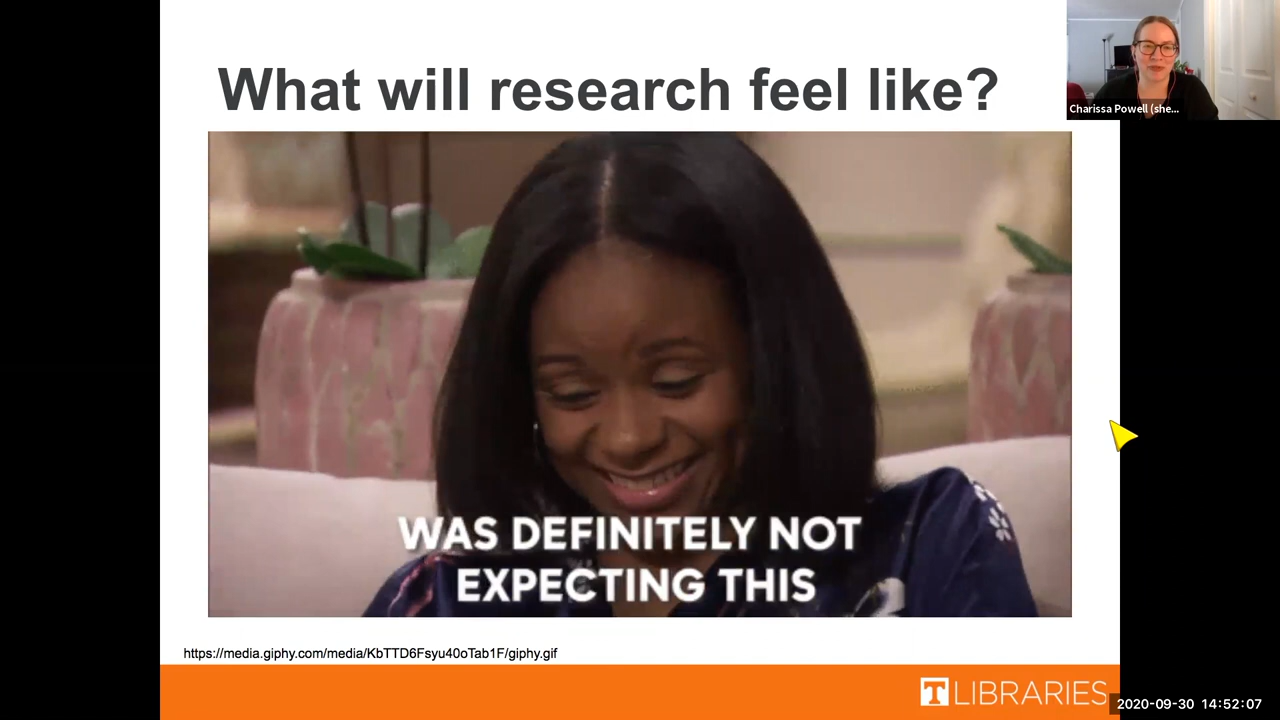 What will research feel like?
Charissa Powell (she...
WAS DEFINITELY NOT
EXPECTING THIS
https://media.giphy.com/media/KbTTD6Fsyu40oTab1F/giphy.gif
T LIBRARIES
2020-09-30 14:52:07